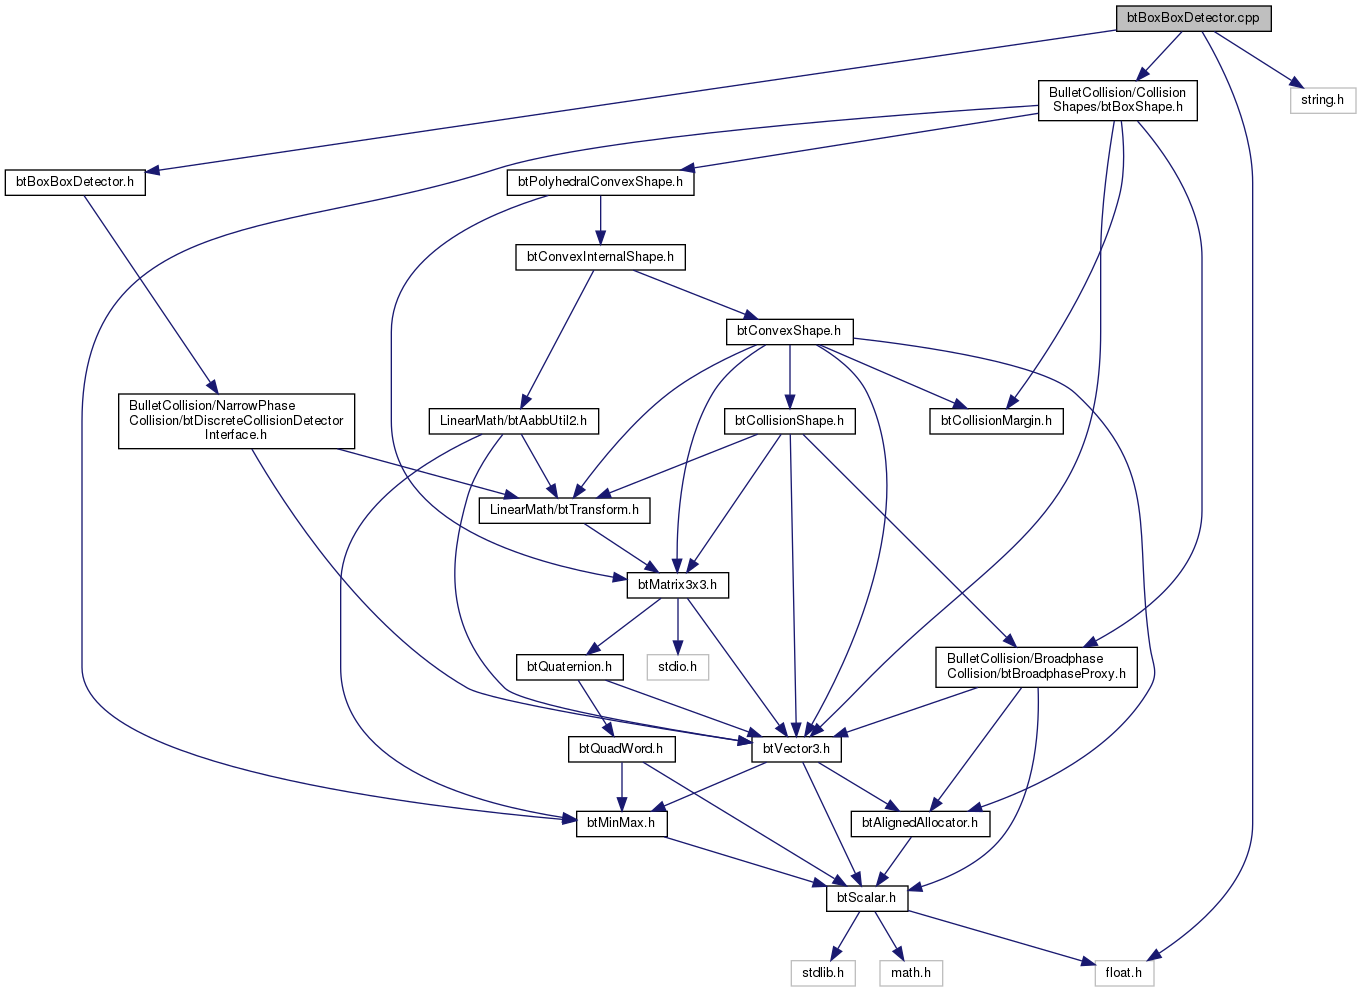 btBoxBoxDetector.cpp
BulletCollision/Collision
Shapes/btBoxShape.h
string.h
btBoxBoxDetector.h
btPolyhedralConvexShape.h
btConvexInternalShape.h
btConvexShape.h
BulletCollision/NarrowPhase
Collision/btDiscreteCollisionDetector
Interface.h
LinearMath/btAabbUtil2.h
btCollisionShape.h
btCollisionMargin.h
LinearMath/btTransform.h
btMatrix3x3.h
btQuaternion.h
stdio.h
BulletCollision/Broadphase
Collision/btBroadphaseProxy.h
btQuadWord.h
btVector3.h
btMinMax.h
btAlignedAllocator.h
btScalar.h
stdlib.h
math.h
float.h